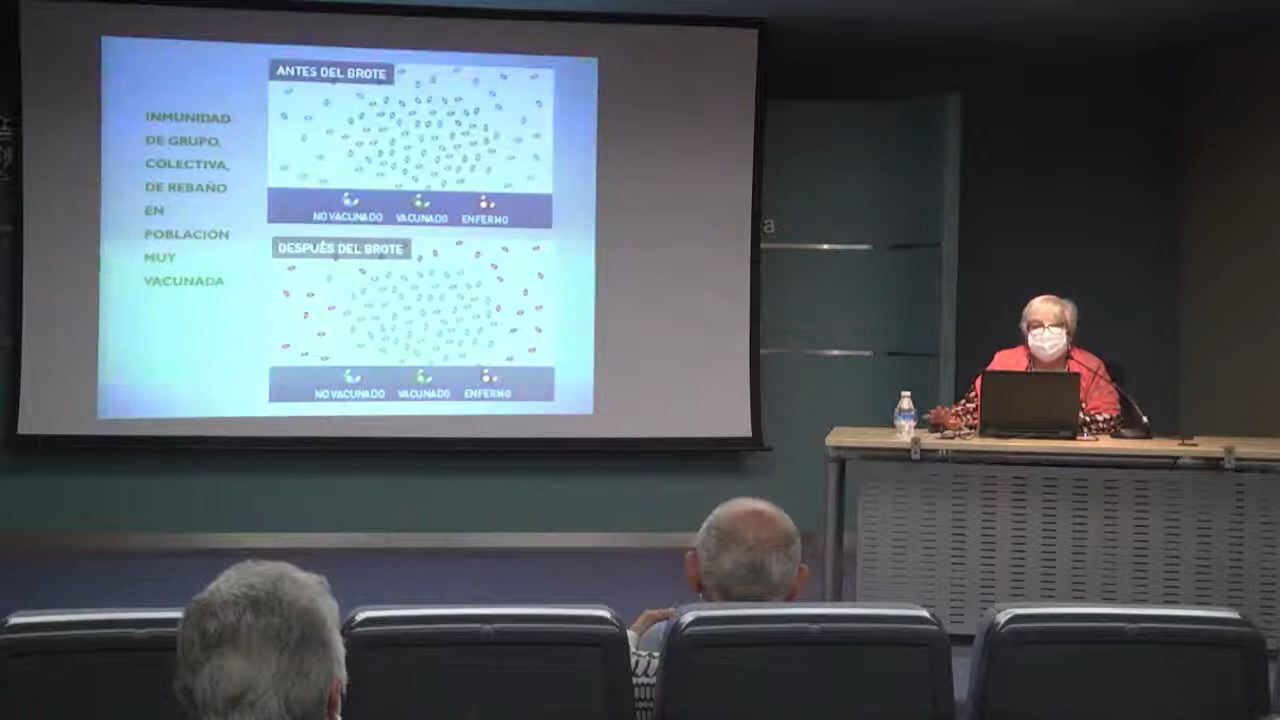 INMUNIDAD
DE GRUPO,
COLECTIVA,
DE REBAÑO
EN
POBLACIÓN
MUY
VACUNADA
ANTES DEL BROTE
NO VACUNADO VACUNADO ENFERMO
DESPUÉS DEL BROTE
NO VACUNADO VACUNADO ENFERMO
a